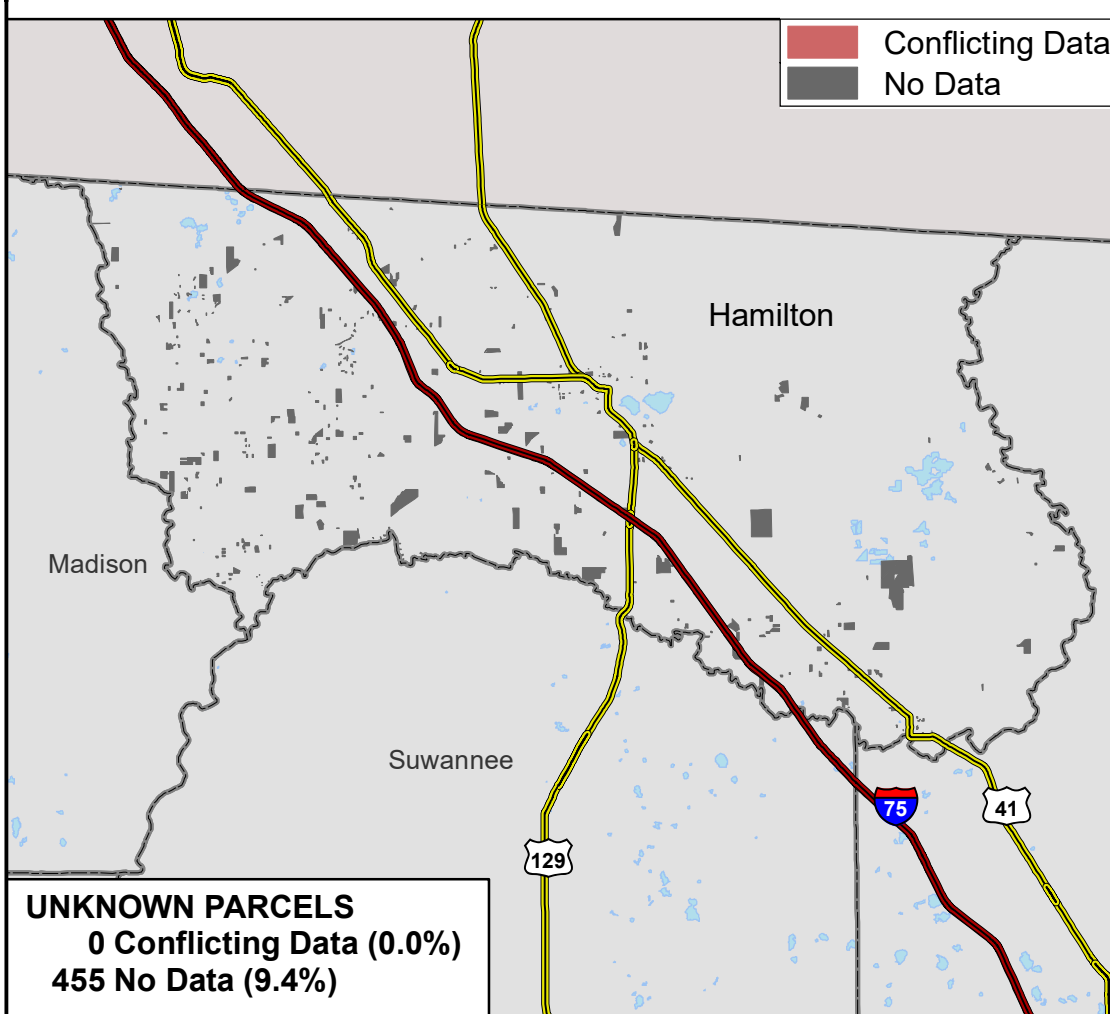 Conflicting Data
No Data
Hamilton
Madison
Suwannee
75
41
129
UNKNOWN PARCELS
0 Conflicting Data (0.0%)
455 No Data (9.4%)